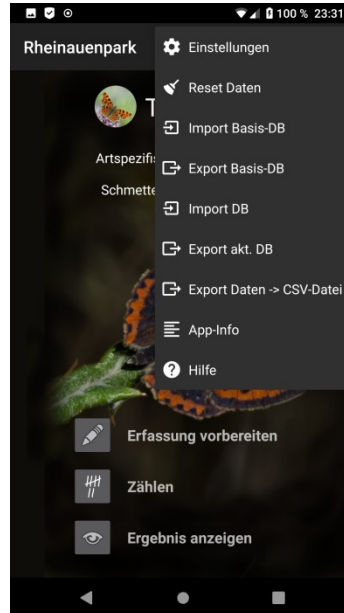 100 % 23:31
Rheinauenpark
Einstellungen
Reset Daten
Import Basis-DB
Export Basis-DB
Import DB
Export akt. DB
Export Daten -> CSV-Datei
App-Info
Hilfe
T
Artspezifi
Schmette
Erfassung vorbereiten
Zählen
Ergebnis anzeigen